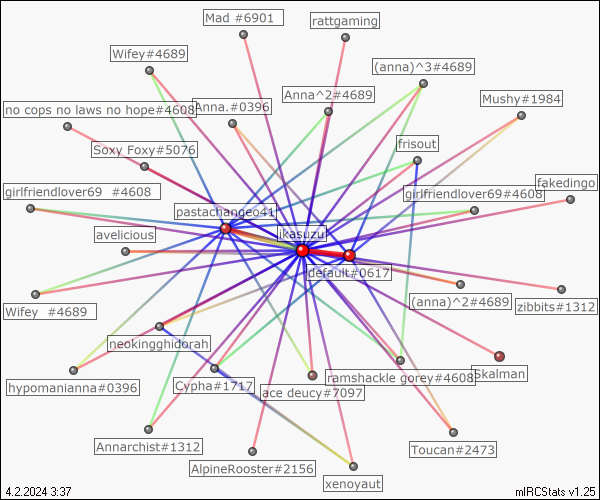 Mad #6901
rattgaming
Wifey#4689
(anna)^3#4689
Anna^2#4689
Mushy#1984
no cops no laws no hope#4608
Anna.#0396
Soxy Foxy#5076
frisout
fakedingo
girlfriendlover69 #4608
girlfriendlover69#4608
pastachangeo41
avelicious
ikasuzu
default#0617
(anna)^2#4689
zibbits#1312
Wifey #4689
neokingghidorah
Skalman
hypomanianna#0396
Cypha#1717
ace deucy#7097
ramshackle gorey#4608
Annarchist#1312
Toucan#2473
AlpineRooster#2156
xenoyaut
4.2.2024 3:37
mIRCStats v1.25